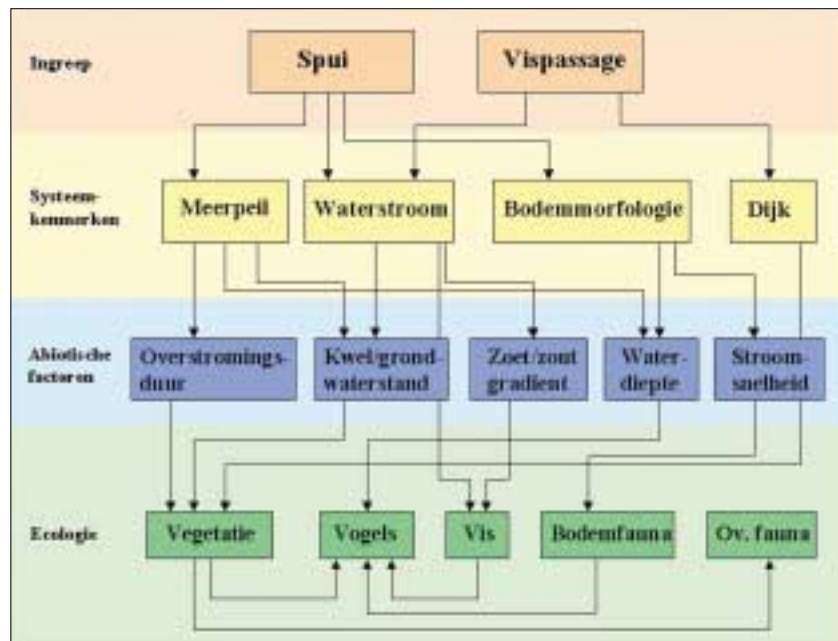 Ingreep
Spui
Vispassage
Systeem-
kenmerken
Meerpeil
Waterstroom
Bodemmorfologie
Dijk
Abiotische
factoren
Overstromings-
duur
Kwel/grond-
waterstand
Zoet/zout
gradient
Water-
diepte
Stroom-
snelheid
Ecologie
Vegetatie
Vogels
Vis
Bodemfauna
Ov. fauna